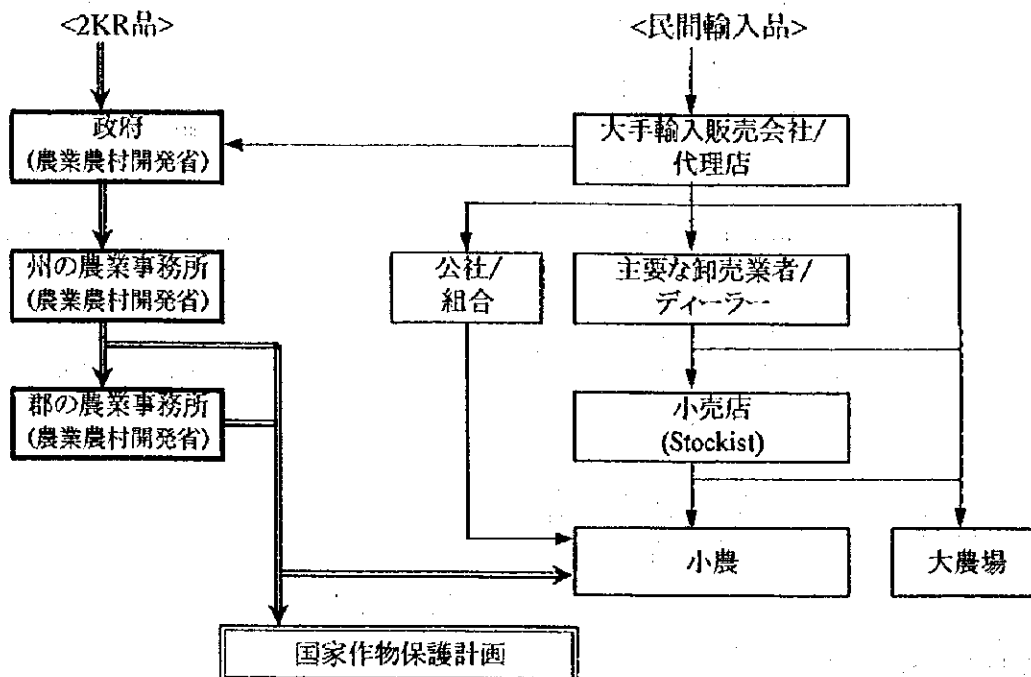 <2KR品>
<民間輸入品>
政府
(農業農村開発省)
大手輸入販売会社/
代理店
州の農業事務所
(農業農村開発省)
公社/
組合
主要な卸売業者/
ディーラー
郡の農業事務所
(農業農村開発省)
小売店
(Stockist)
小農
大農場
国家作物保護計画